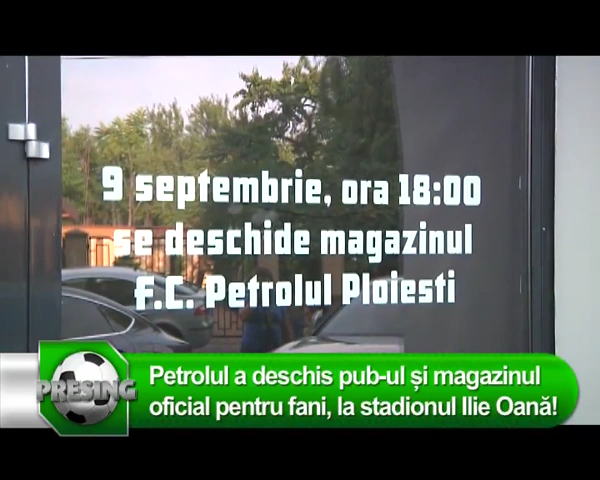 9 septembrie, ora 18:00
se deschide magazinul
F.C. Petrolul Ploiesti
PRESING
Petrolul a deschis pub-ul și magazinul
oficial pentru fani, la stadionul Ilie Oană!